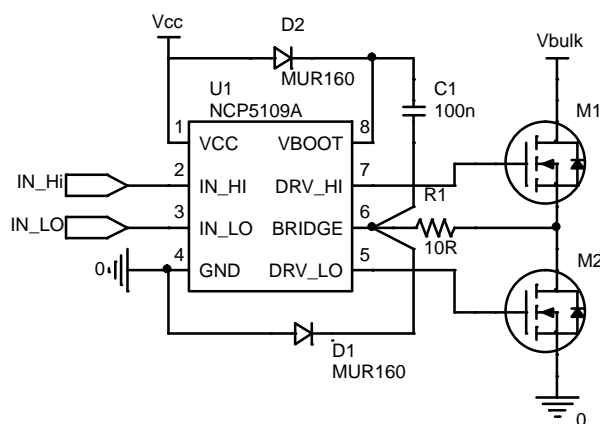 Vcc
D2
MUR160
Vbulk
U1
NCP5109A
C1
100n
M1
1
VCC
VBOOT
8
IN_Hi
2
IN_HI
DRV_HI
7
R1
IN_LO
3
IN_LO
BRIDGE
6
10R
0
4
GND
DRV_LO
5
M2
D1
MUR160
0